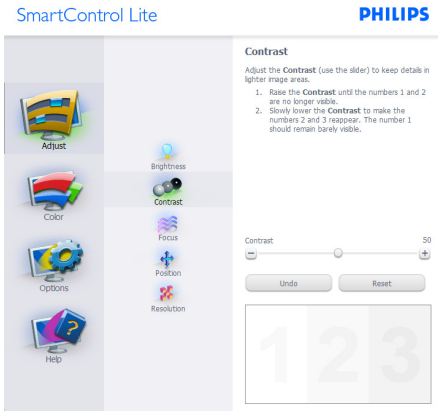 SmartControl Lite
PHILIPS
Adjust
Color
Options
Help
Brightness
Contrast
Focus
Position
Resolution
Contrast
Adjust the Contrast (use the slider) to keep details in
lighter image areas.
1. Raise the Contrast until the numbers 1 and 2
are no longer visible.
2. Slowly lower the Contrast to make the
numbers 2 and 3 reappear. The number 1
should remain barely visible.
Contrast 50
Undo Reset
1 2 3